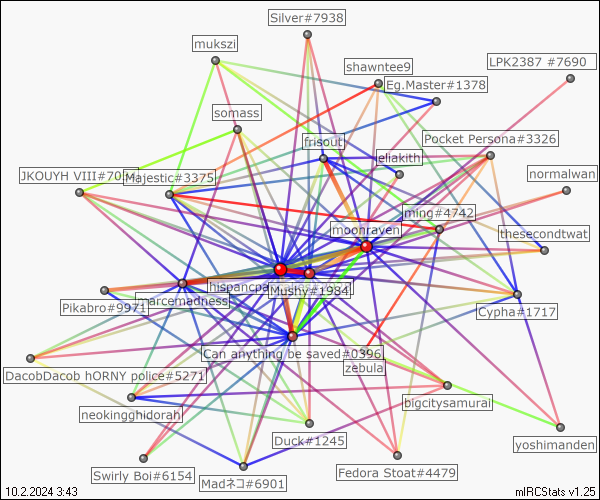 Silver#7938
mukszi
LPK2387 #7690
shawntee9
Eg.Master#1378
somass
frisout
Pocket Persona#3326
eliakith
JKOUYH VIII#70
Majestic#3375
normalwan
ming#4742
moonraven
thesecondtwat
Mushy#1984
marcemadness
Pikabro#9971
Cypha#1717
Can anything be saved#0396
zebula
DacobDacob hORNY police#5271
bigcitysamurai
neokingghidorah
Duck#1245
yoshimanden
Swirly Boi#6154
Madネコ#6901
Fedora Stoat#4479
10.2.2024 3:43
mIRCStats v1.25